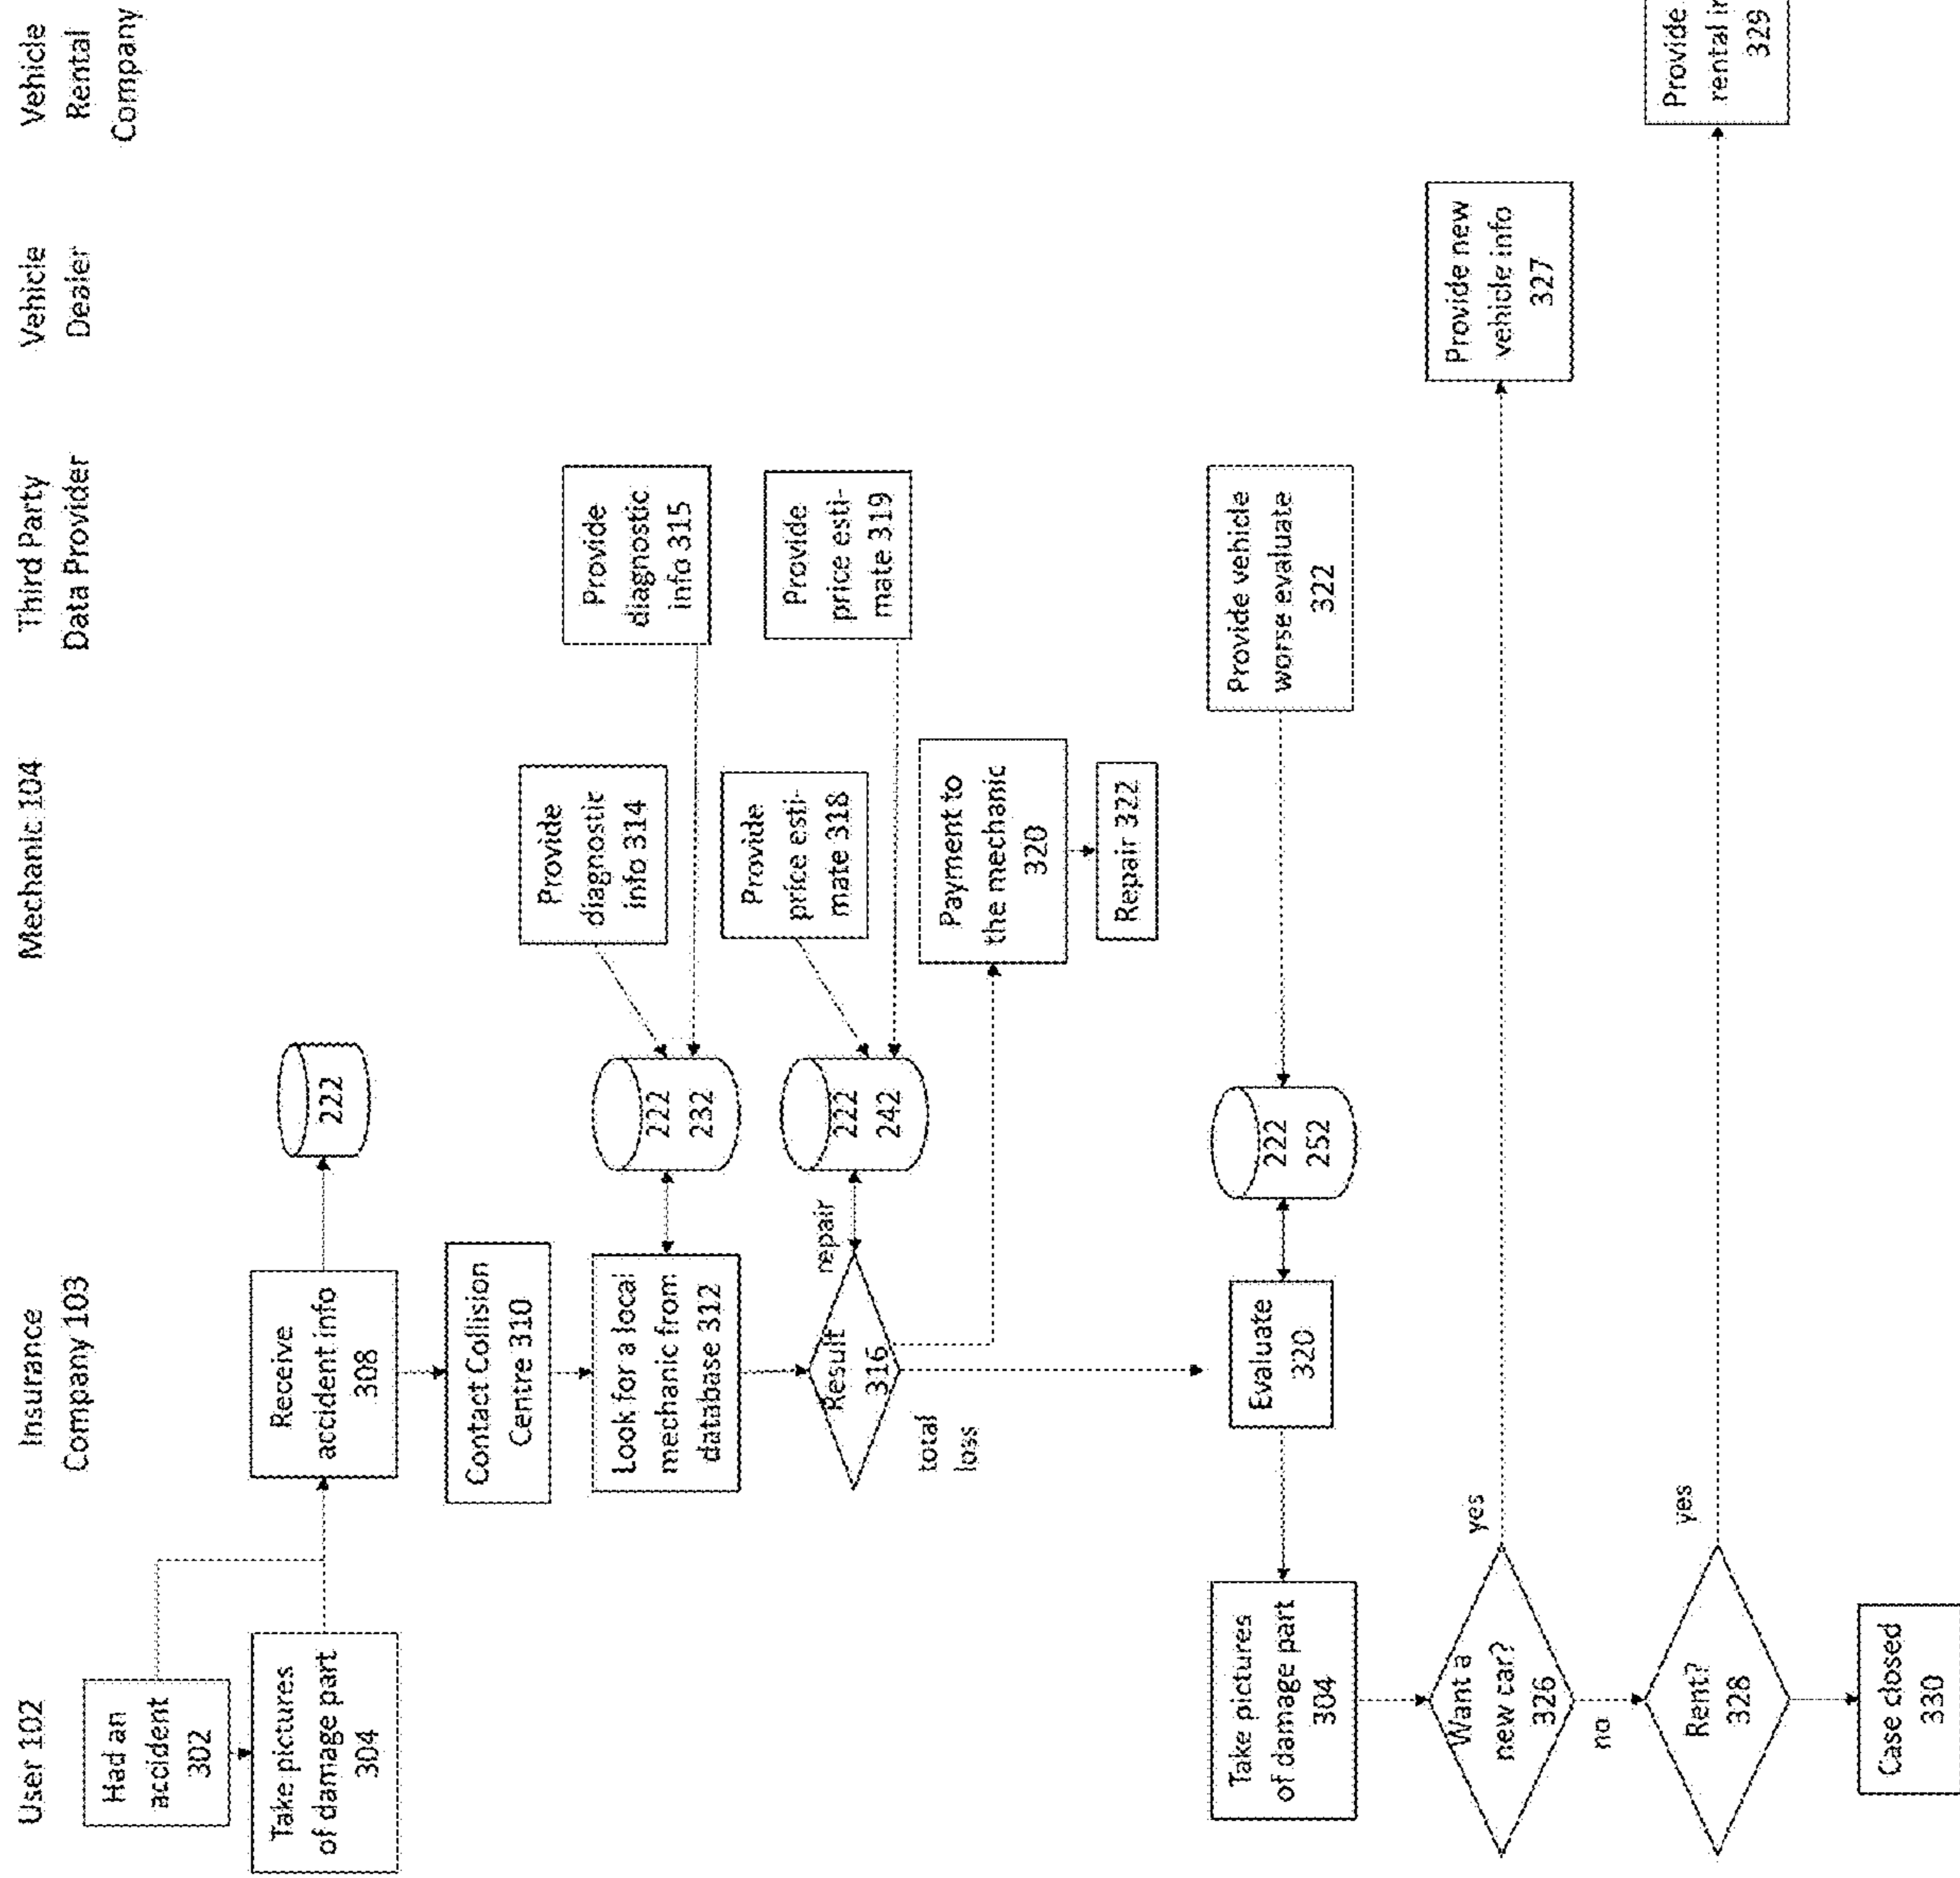 User 102
Insurance
Company 103
Mechanic 104
Third Party
Data Provider
Vehicle
Dealer
Vehicle
Rental
Company
Had an
accident
302
Take pictures
of damage part
304
Receive
accident info
308
222
Contact Collision
Centre 310
Look for a local
mechanic from
database 312
222
232
Provide
diagnostic
info 314
Provide
diagnostic
info 315
Result
316
repair
total
loss
222
242
Provide
price esti-
mate 318
Provide
price esti-
mate 319
Payment to
the mechanic
320
Repair 322
Evaluate
320
222
252
Provide vehicle
worse evaluate
322
Take pictures
of damage part
304
Want a
new car?
326
yes
no
Provide new
vehicle info
327
Rent?
328
yes
Provide
rental
329
Case closed
330